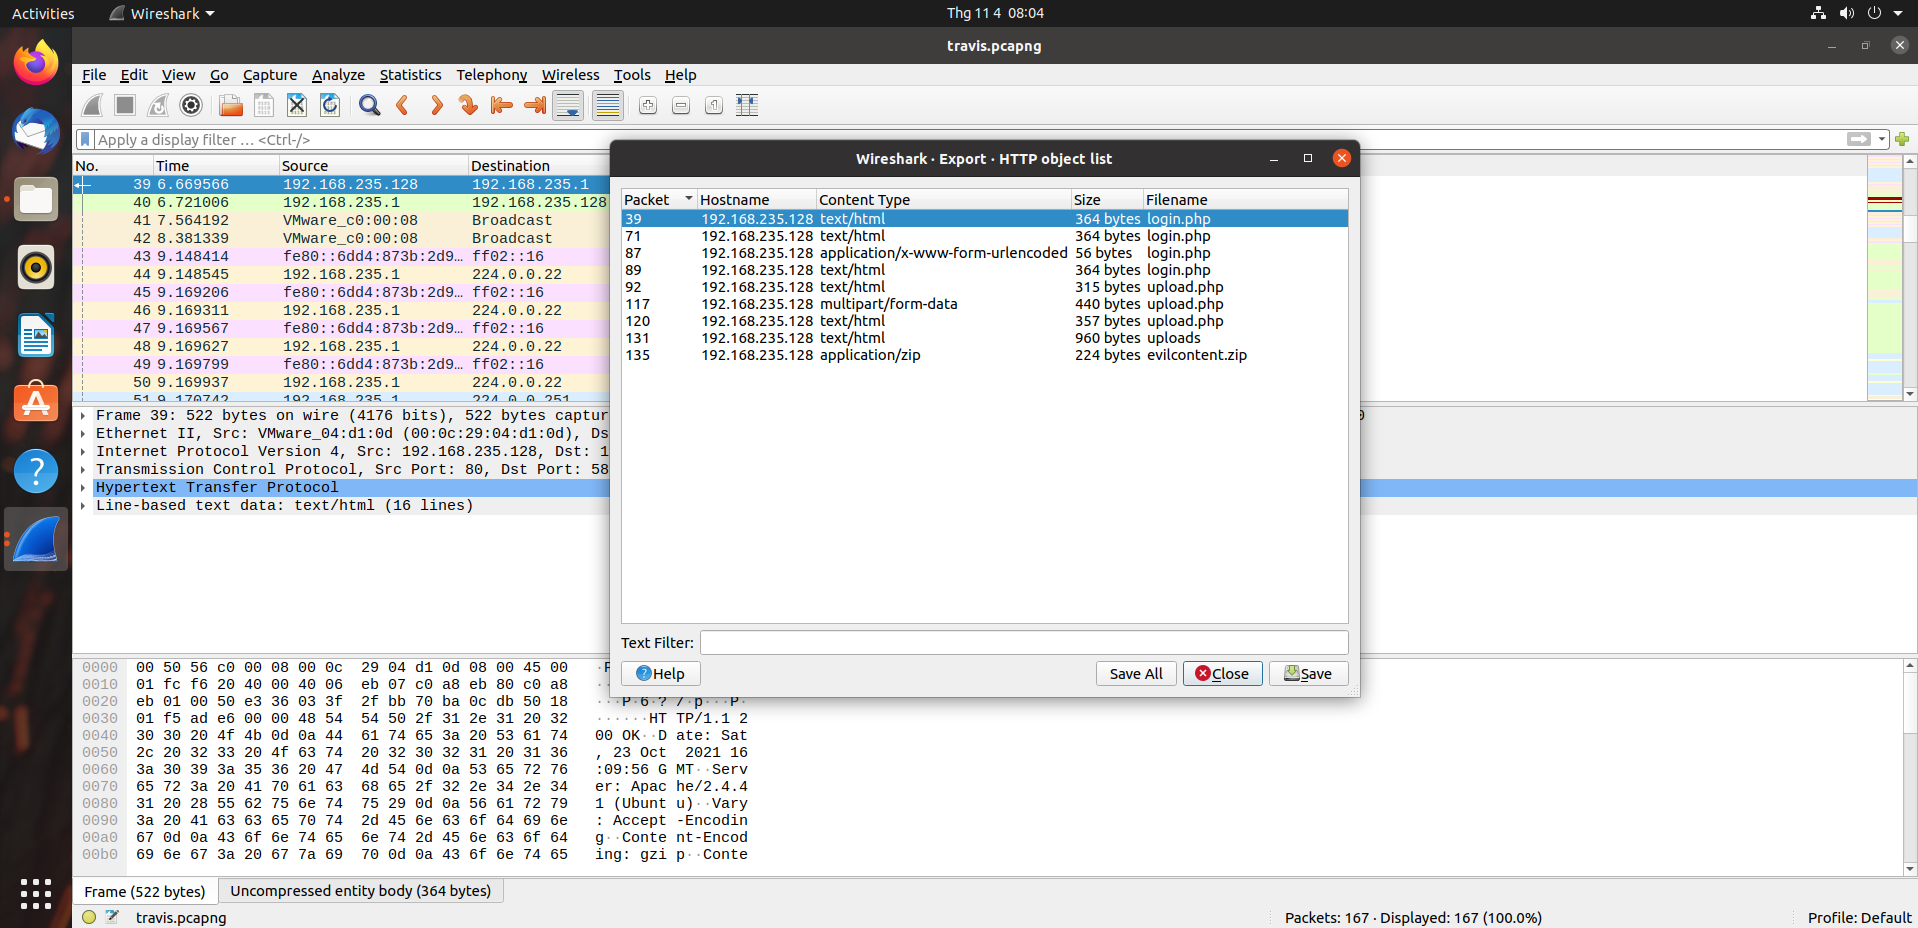 Activities Wireshark Thg 11 4 08:04
travis.pcapng
File Edit View Go Capture Analyze Statistics Telephony Wireless Tools Help
Apply a display filter … <Ctrl-/>
No. Time Source Destination
39 6.669566 192.168.235.128 192.168.235.1
40 6.721006 192.168.235.1 192.168.235.128
41 7.564192 VMware_c0:00:08 Broadcast
42 8.381339 VMware_c0:00:08 Broadcast
43 9.148414 fe80::6dd4:873b:2d9… ff02::16
44 9.148545 192.168.235.1 224.0.0.22
45 9.169206 fe80::6dd4:873b:2d9… ff02::16
46 9.169311 192.168.235.1 224.0.0.22
47 9.169567 fe80::6dd4:873b:2d9… ff02::16
48 9.169627 192.168.235.1 224.0.0.22
49 9.169799 fe80::6dd4:873b:2d9… ff02::16
50 9.169937 192.168.235.1 224.0.0.22
51 9.170742 192.168.235.1 224.0.0.251
Wireshark · Export · HTTP object list
Packet Hostname Content Type Size Filename
39 192.168.235.128 text/html 364 bytes login.php
71 192.168.235.128 text/html 364 bytes login.php
87 192.168.235.128 application/x-www-form-urlencoded 56 bytes login.php
89 192.168.235.128 text/html 364 bytes login.php
92 192.168.235.128 text/html 315 bytes upload.php
117 192.168.235.128 multipart/form-data 440 bytes upload.php
120 192.168.235.128 text/html 357 bytes upload.php
131 192.168.235.128 text/html 960 bytes uploads
135 192.168.235.128 application/zip 224 bytes evilcontent.zip
Text Filter:
Help Save All Close Save
Frame 39: 522 bytes on wire (4176 bits), 522 bytes captur
Ethernet II, Src: VMware_04:d1:0d (00:0c:29:04:d1:0d), Ds
Internet Protocol Version 4, Src: 192.168.235.128, Dst: 1
Transmission Control Protocol, Src Port: 80, Dst Port: 58
Hypertext Transfer Protocol
Line-based text data: text/html (16 lines)
0000 00 50 56 c0 00 08 00 0c 29 04 d1 0d 08 00 45 00
0010 01 fc f6 20 40 00 40 06 eb 07 c0 a8 eb 80 c0 a8
0020 eb 01 00 50 e3 36 03 3f 2f bb 70 ba 0c db 50 18 ···P·6·? /·p···P·
0030 01 f5 ad e6 00 00 48 54 54 50 2f 31 2e 31 20 32 ······HT TP/1.1 2
0040 30 30 20 4f 4b 0d 0a 44 61 74 65 3a 20 53 61 74 00 OK··D ate: Sat
0050 2c 20 32 33 20 4f 63 74 20 32 30 32 31 20 31 36 , 23 Oct 2021 16
0060 3a 30 39 3a 35 36 20 47 4d 54 0d 0a 53 65 72 76 :09:56 G MT··Serv
0070 65 72 3a 20 41 70 61 63 68 65 2f 32 2e 34 2e 34 er: Apac he/2.4.4
0080 31 20 28 55 62 75 6e 74 75 29 0d 0a 56 61 72 79 1 (Ubunt u)··Vary
0090 3a 20 41 63 63 65 70 74 2d 45 6e 63 6f 64 69 6e : Accept -Encodin
00a0 67 0d 0a 43 6f 6e 74 65 6e 74 2d 45 6e 63 6f 64 g··Conte nt-Encod
00b0 69 6e 67 3a 20 67 7a 69 70 0d 0a 43 6f 6e 74 65 ing: gzi p··Conte
Frame (522 bytes) Uncompressed entity body (364 bytes)
travis.pcapng Packets: 167 · Displayed: 167 (100.0%) Profile: Default